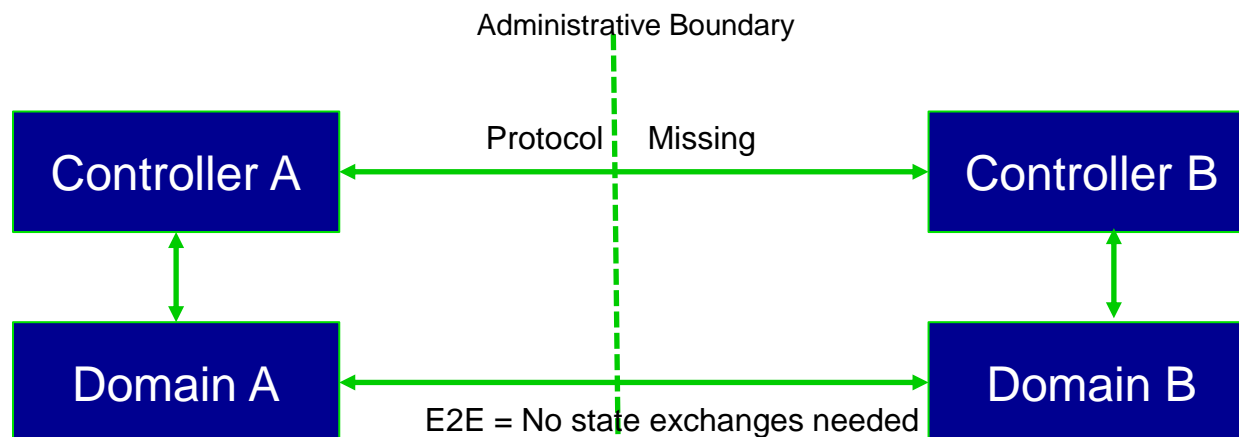 Administrative Boundary
Protocol Missing
Controller A
Controller B
Domain A
Domain B
E2E = No state exchanges needed